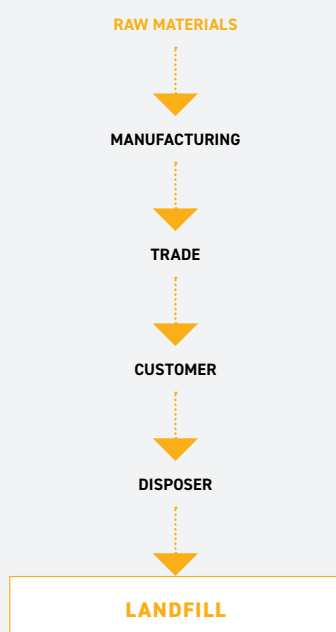 RAW MATERIALS
MANUFACTURING
TRADE
CUSTOMER
DISPOSER
LANDFILL